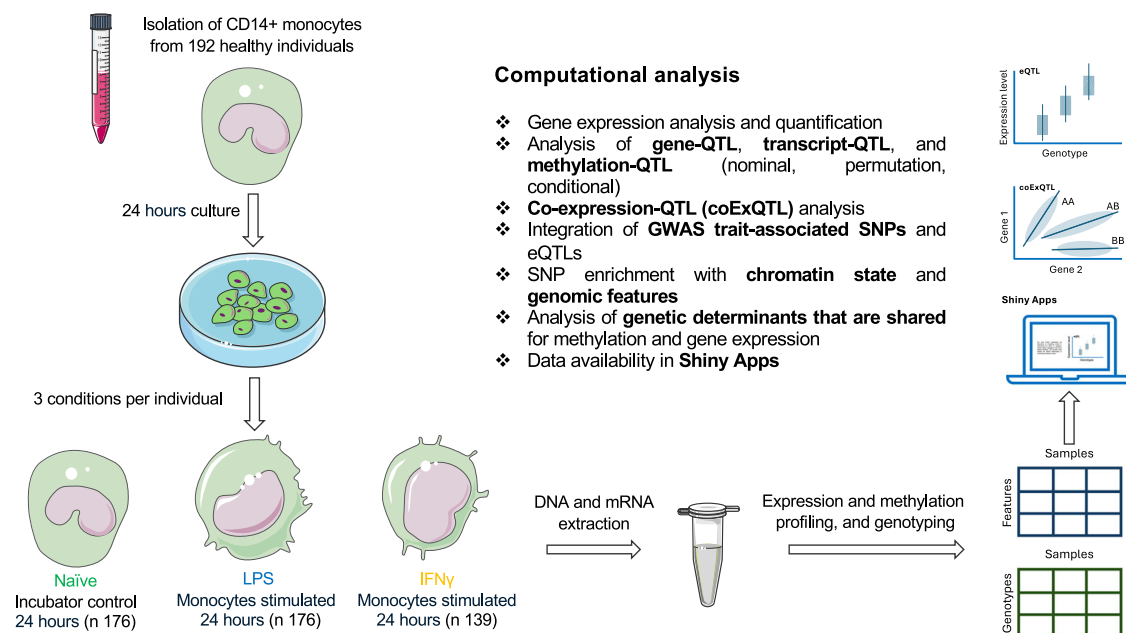 Isolation of CD14+ monocytes
from 192 healthy individuals
24 hours culture
3 conditions per individual
Naïve
Incubator control
24 hours (n 176)
LPS
Monocytes stimulated
24 hours (n 176)
IFNγ
Monocytes stimulated
24 hours (n 139)
Computational analysis
❖ Gene expression analysis and quantification
❖ Analysis of gene-QTL, transcript-QTL, and
methylation-QTL (nominal, permutation,
conditional)
❖ Co-expression-QTL (coExQTL) analysis
❖ Integration of GWAS trait-associated SNPs and
eQTLs
❖ SNP enrichment with chromatin state and
genomic features
❖ Analysis of genetic determinants that are shared
for methylation and gene expression
❖ Data availability in Shiny Apps
DNA and mRNA
extraction
Expression and methylation
profiling, and genotyping
eQTL
Expression level
Genotype
coExQTL
AA
AB
BB
Gene 1
Gene 2
Shiny Apps
Samples
Features
Samples
Genotypes